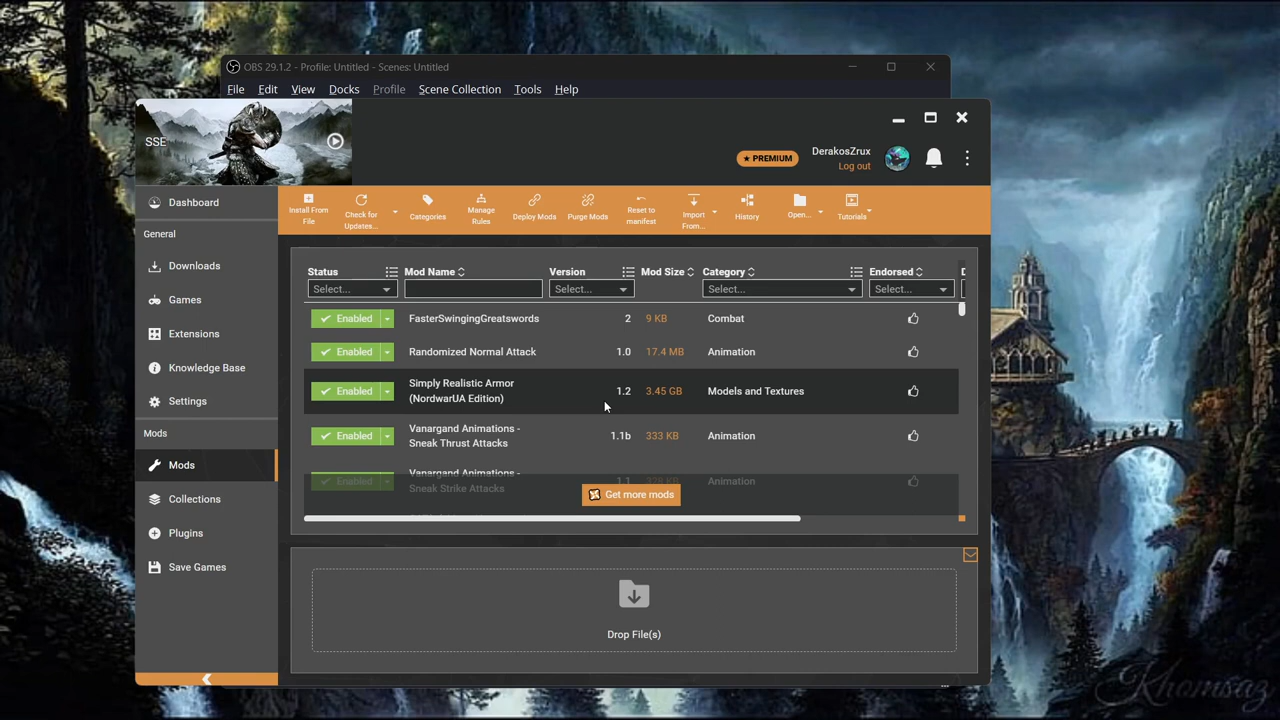 OBS 29.1.2 - Profile: Untitled - Scenes: Untitled
File Edit View Docks Profile Scene Collection Tools Help
SSE
PREMIUM
DerakosZrux
Log out
Dashboard
General
Downloads
Games
Extensions
Knowledge Base
Settings
Mods
Mods
Collections
Plugins
Save Games
Install From
File
Check for
Updates...
Categories
Manage
Rules
Deploy Mods
Purge Mods
Reset to
manifest
Import
From...
History
Open...
Tutorials
Status Mod Name Version Mod Size Category Endorsed D
Select... Select... Select... Select...
Enabled FasterSwingingGreatswords 2 9 KB Combat
Enabled Randomized Normal Attack 1.0 17.4 MB Animation
Enabled Simply Realistic Armor
(NordwarUA Edition) 1.2 3.45 GB Models and Textures
Enabled Vanargand Animations -
Sneak Thrust Attacks 1.1b 333 KB Animation
Enabled Vanargand Animations -
Sneak Strike Attacks 1.1 328 KB Animation
Get more mods
Drop File(s)
Khomsaz